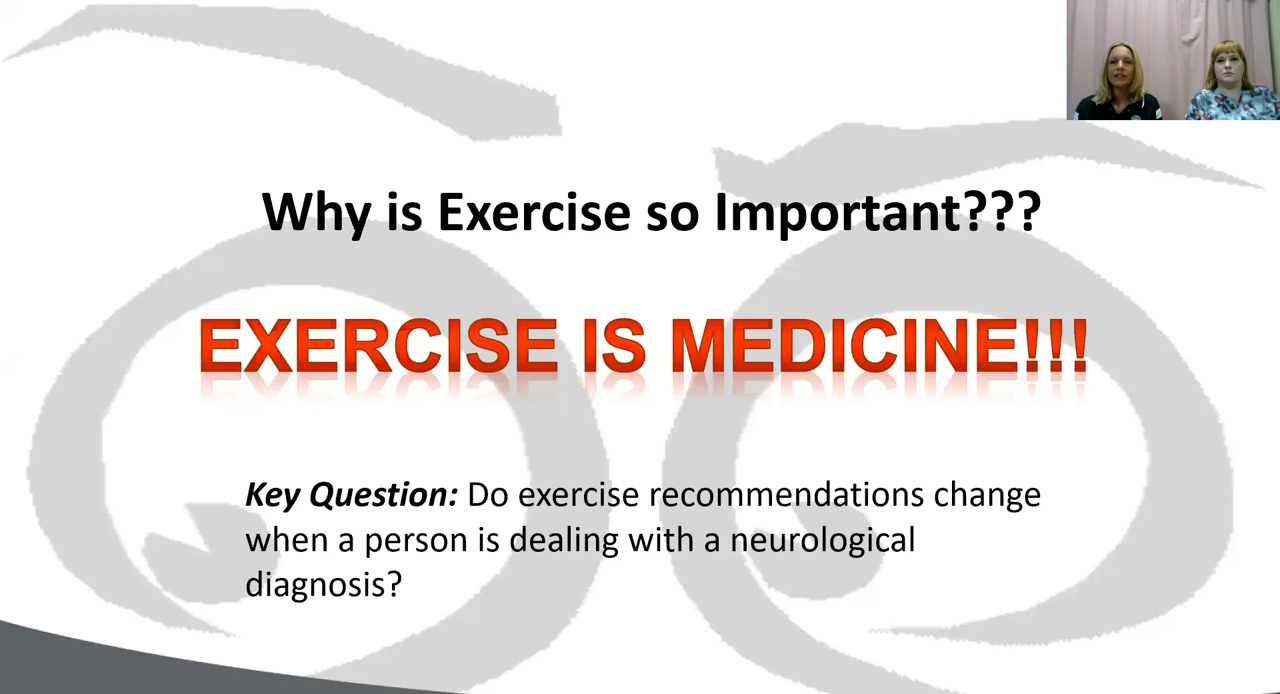 Why is Exercise so Important???
EXERCISE IS MEDICINE!!!
Key Question: Do exercise recommendations change
when a person is dealing with a neurological
diagnosis?